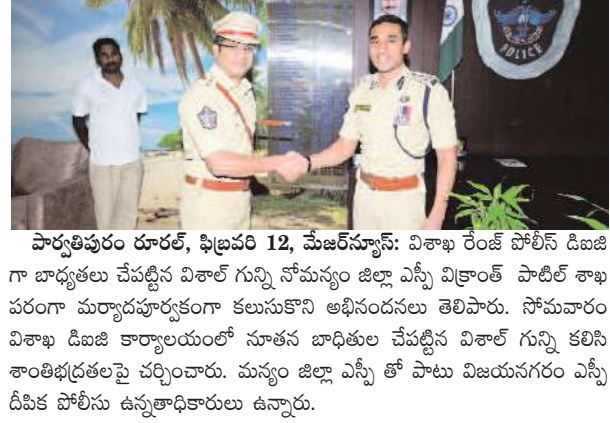 POLICE
పార్వతిపురం రూరల్, ఫిబ్రవరి 12, మేజర్‌న్యూస్: విశాఖ రేంజ్ పోలీస్ డిఐజి
గా బాధ్యతలు చేపట్టిన విశాల్ గున్ని నోమన్యం జిల్లా ఎస్పీ విక్రాంత్ పాటిల్ శాఖ
పరంగా మర్యాదపూర్వకంగా కలుసుకొని అభినందనలు తెలిపారు. సోమవారం
విశాఖ డిఐజి కార్యాలయంలో నూతన బాధితుల చేపట్టిన విశాల్ గున్ని కలిసి
శాంతిభద్రతలపై చర్చించారు. మన్యం జిల్లా ఎస్పీ తో పాటు విజయనగరం ఎస్పీ
దీపిక పోలీసు ఉన్నతాధికారులు ఉన్నారు.